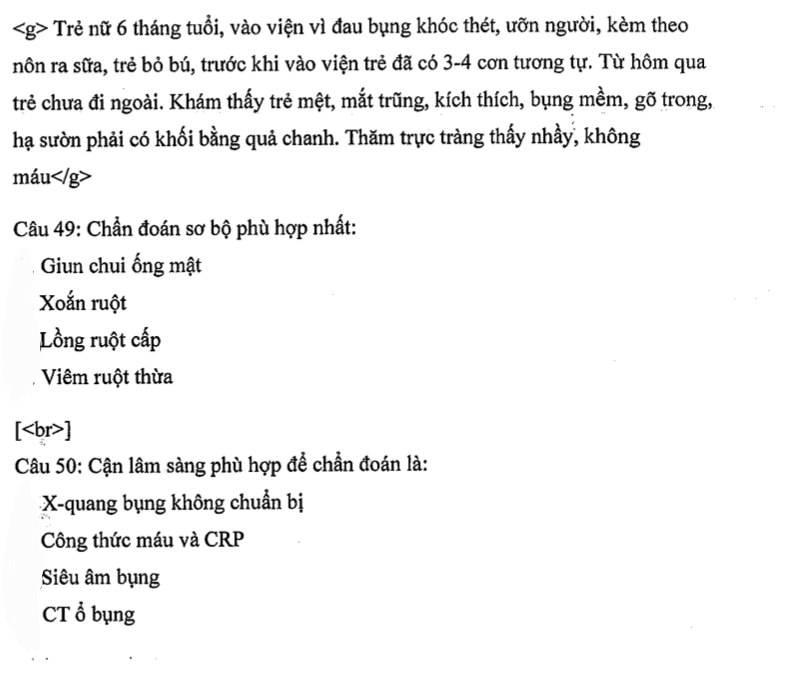 <g> Trẻ nữ 6 tháng tuổi, vào viện vì đau bụng khóc thét, ưỡn người, kèm theo
nôn ra sữa, trẻ bỏ bú, trước khi vào viện trẻ đã có 3-4 cơn tương tự. Từ hôm qua
trẻ chưa đi ngoài. Khám thấy trẻ mệt, mắt trũng, kích thích, bụng mềm, gõ trong,
hạ sườn phải có khối bằng quả chanh. Thăm trực tràng thấy nhầy, không
máu</g>
Câu 49: Chẩn đoán sơ bộ phù hợp nhất:
Giun chui ống mật
Xoắn ruột
Lồng ruột cấp
Viêm ruột thừa
[<br>]
Câu 50: Cận lâm sàng phù hợp để chẩn đoán là:
X-quang bụng không chuẩn bị
Công thức máu và CRP
Siêu âm bụng
CT ổ bụng